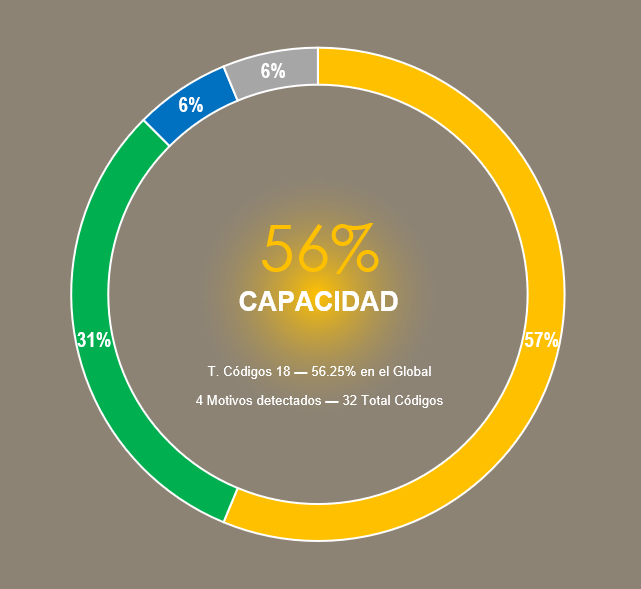 6%
6%
56%
CAPACIDAD
31%
57%
T. Códigos 18 — 56.25% en el Global
4 Motivos detectados — 32 Total Códigos